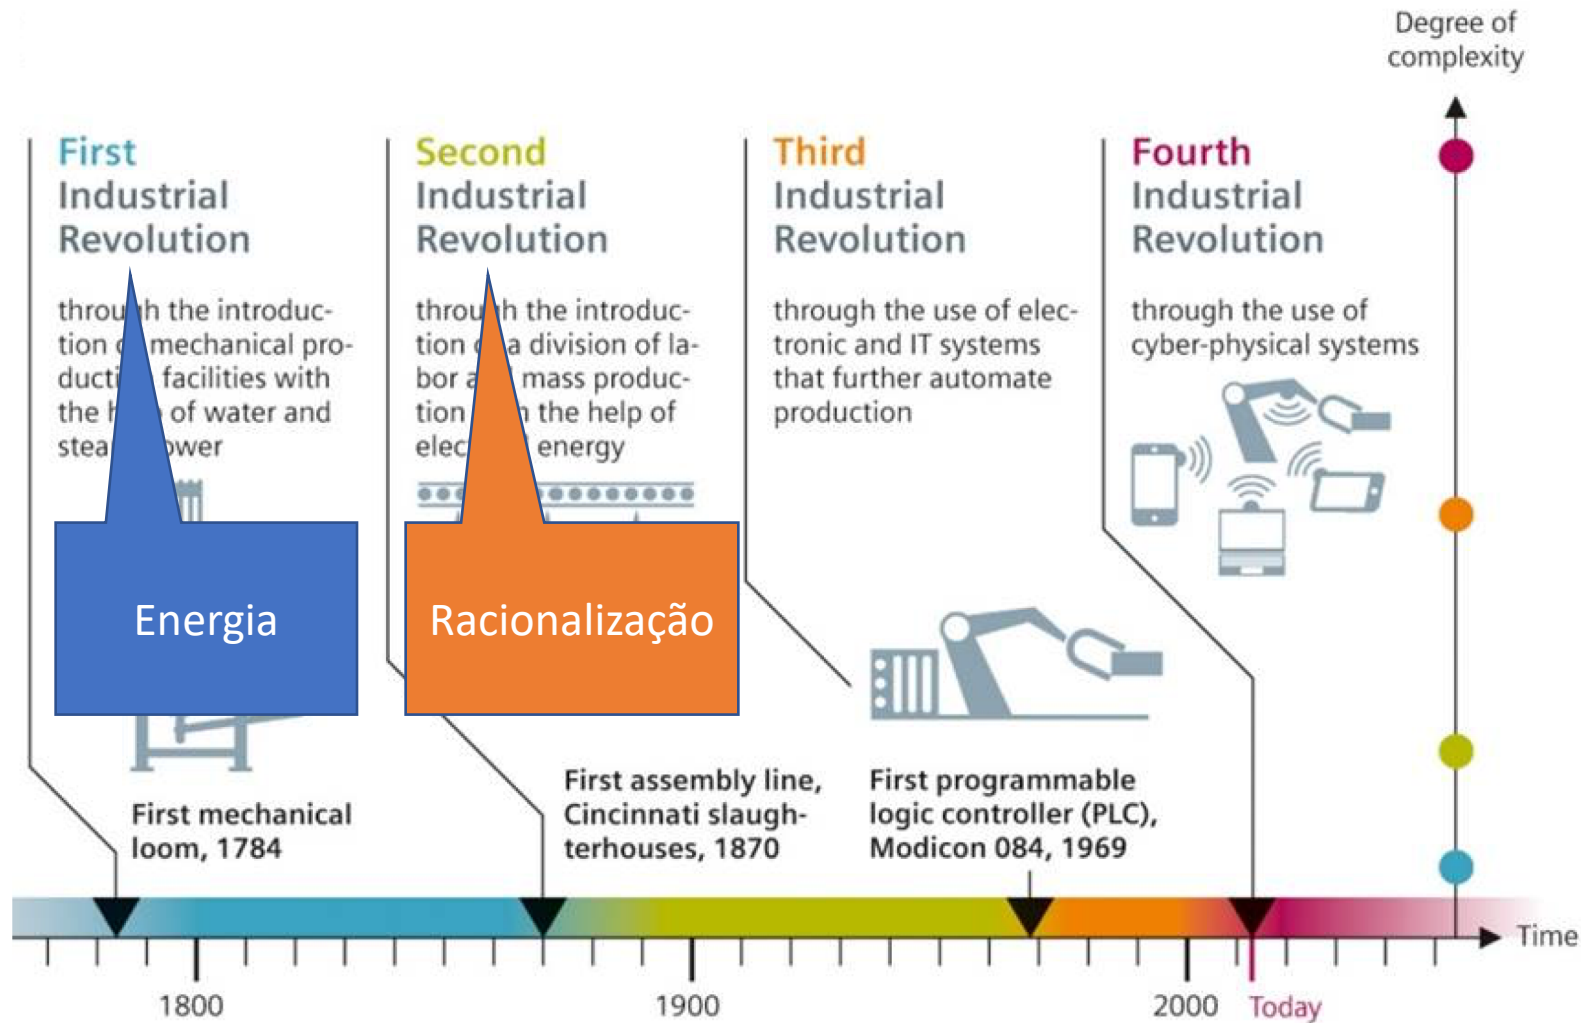 Degree of
complexity
First
Industrial
Revolution
through the introduc-
tion mechanical pro-
facilities with
the of water and
Second
Industrial
Revolution
through the introduc-
tion a division of la-
bor mass produc-
tion the help of
energy
Third
Industrial
Revolution
through the use of elec-
tronic and IT systems
that further automate
production
Fourth
Industrial
Revolution
through the use of
cyber-physical systems
Energia
Racionalização
First mechanical
loom, 1784
First assembly line,
Cincinnati slaugh-
terhouses, 1870
First programmable
logic controller (PLC),
Modicon 084, 1969
Time
1800
1900
2000
Today